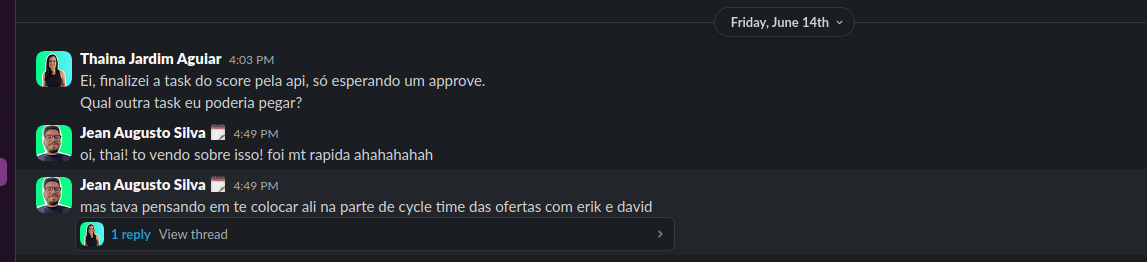 Friday, June 14th
Thaina Jardim Aguiar 4:03 PM
Ei, finalizei a task do score pela api, só esperando um approve.
Qual outra task eu poderia pegar?
Jean Augusto Silva 4:49 PM
oi, thai! to vendo sobre isso! foi mt rapida ahahahahah
Jean Augusto Silva 4:49 PM
mas tava pensando em te colocar ali na parte de cycle time das ofertas com erik e david
1 reply View thread